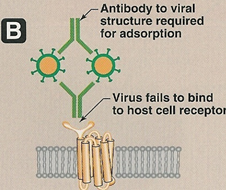 B
Antibody to viral
structure required
for adsorption
Virus fails to bind
to host cell receptor